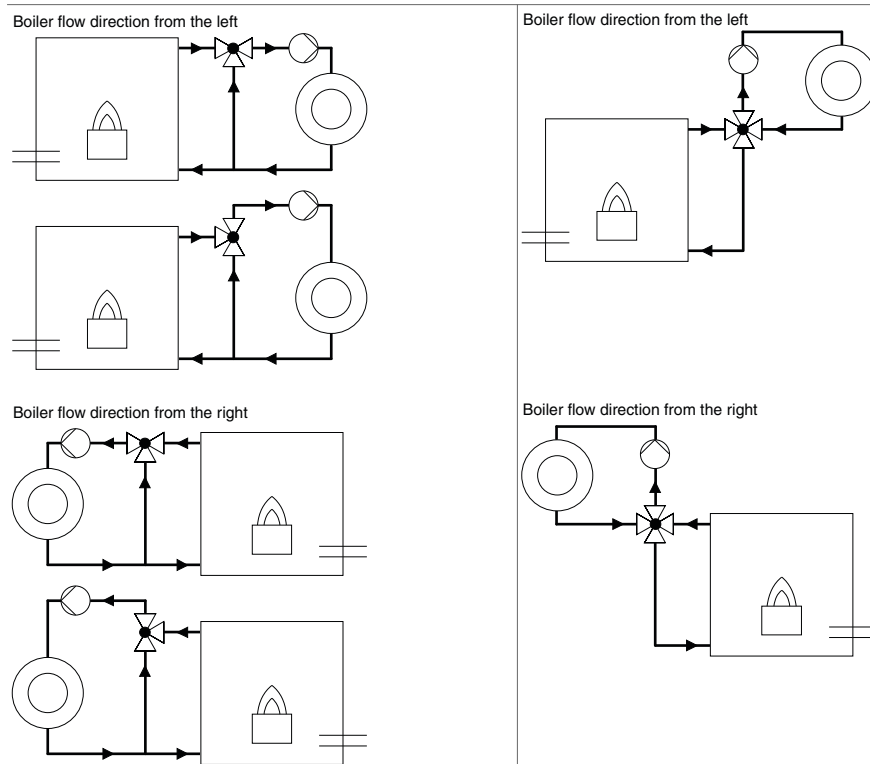 Boiler flow direction from the left
Boiler flow direction from the left
Boiler flow direction from the right
Boiler flow direction from the right